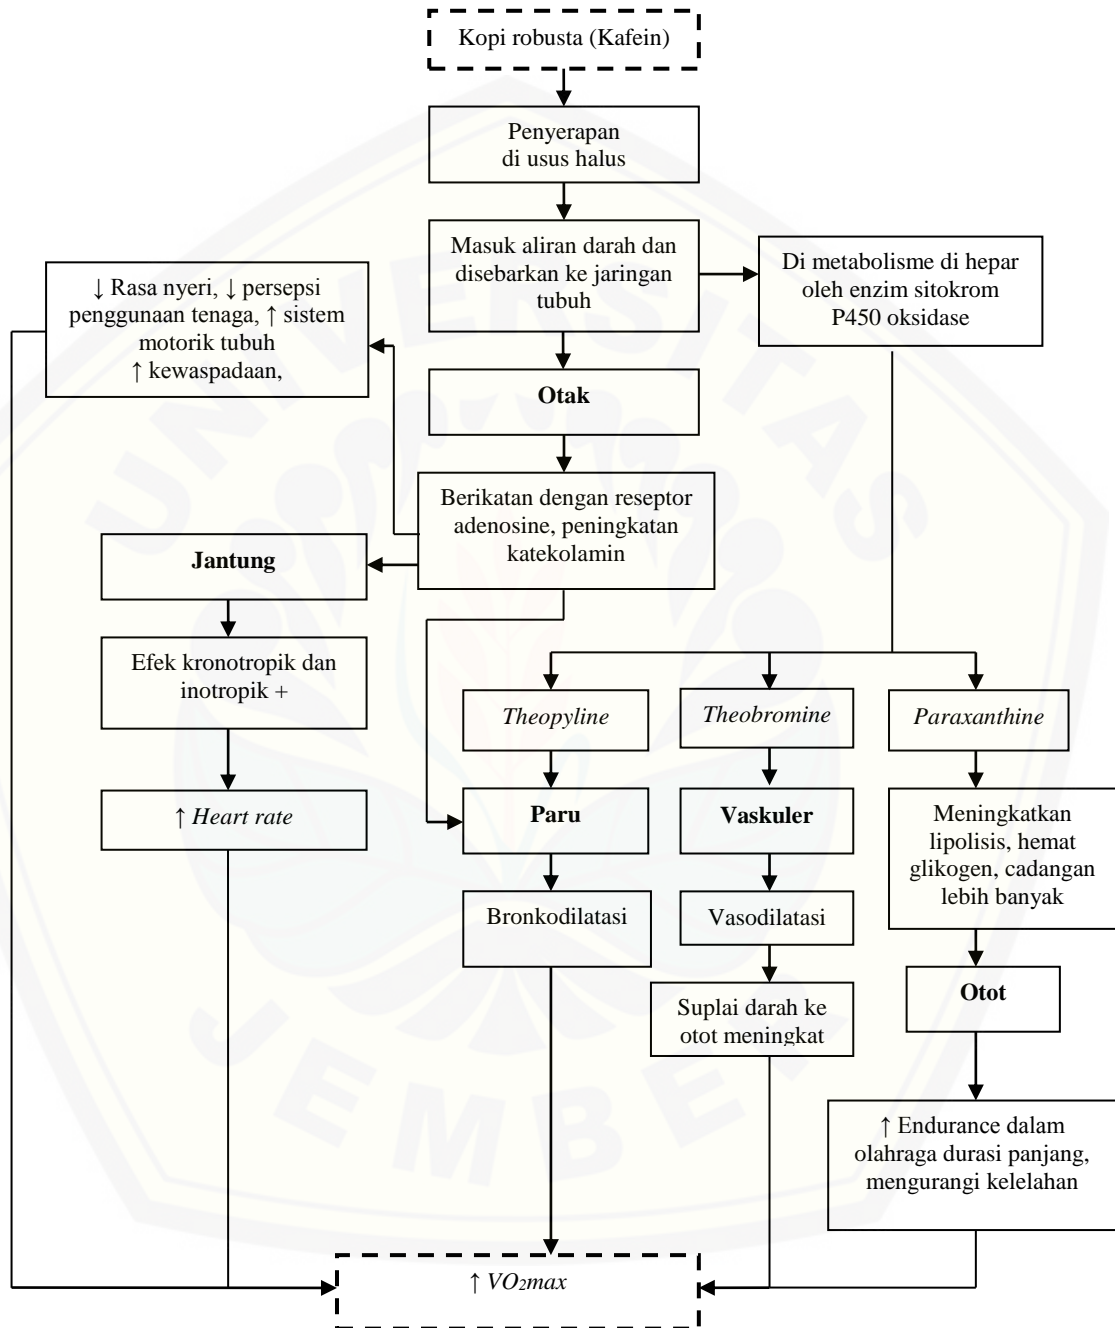 Kopi robusta (Kafein)
Penyerapan
di usus halus
Masuk aliran darah dan
disebarkan ke jaringan
tubuh
Di metabolisme di hepar
oleh enzim sitokrom
P450 oksidase
↓ Rasa nyeri, ↓ persepsi
penggunaan tenaga, ↑ sistem
motorik tubuh
↑ kewaspadaan,
Otak
Berikatan dengan reseptor
adenosine, peningkatan
katekolamin
Jantung
Efek kronotropik dan
inotropik +
↑ Heart rate
Theopyline
Theobromine
Paraxanthine
Paru
Vaskuler
Meningkatkan
lipolisis, hemat
glikogen, cadangan
lebih banyak
Bronkodilatasi
Vasodilatasi
Suplai darah ke
otot meningkat
Otot
↑ Endurance dalam
olahraga durasi panjang,
mengurangi kelelahan
↑ VO₂max
UNIVERSITAS
JEMBER